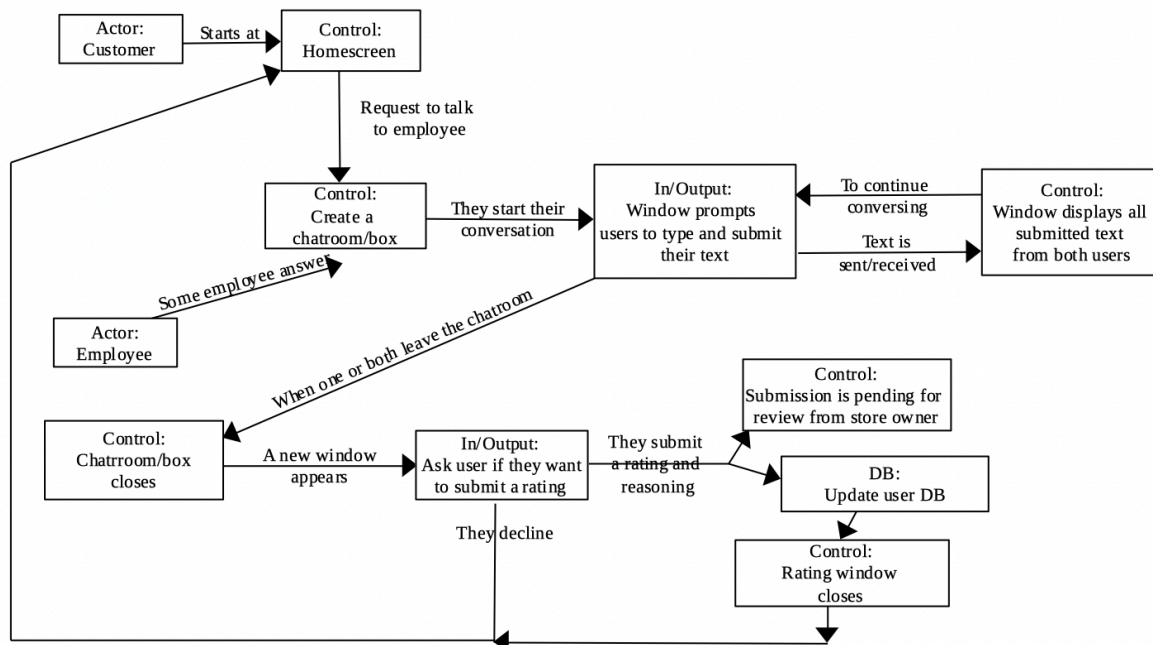 Actor:
Customer
Starts at
Control:
Homescreen
Request to talk
to employee
Control:
Create a
chatroom/box
They start their
conversation
In/Output:
Window prompts
users to type and submit
their text
To continue
conversing
Text is
sent/received
Control:
Window displays all
submitted text
from both users
Some employee answer
Actor:
Employee
When one or both leave the chatroom
Control:
Chatrroom/box
closes
A new window
appears
In/Output:
Ask user if they want
to submit a rating
They submit
a rating and
reasoning
Control:
Submission is pending for
review from store owner
DB:
Update user DB
They decline
Control:
Rating window
closes